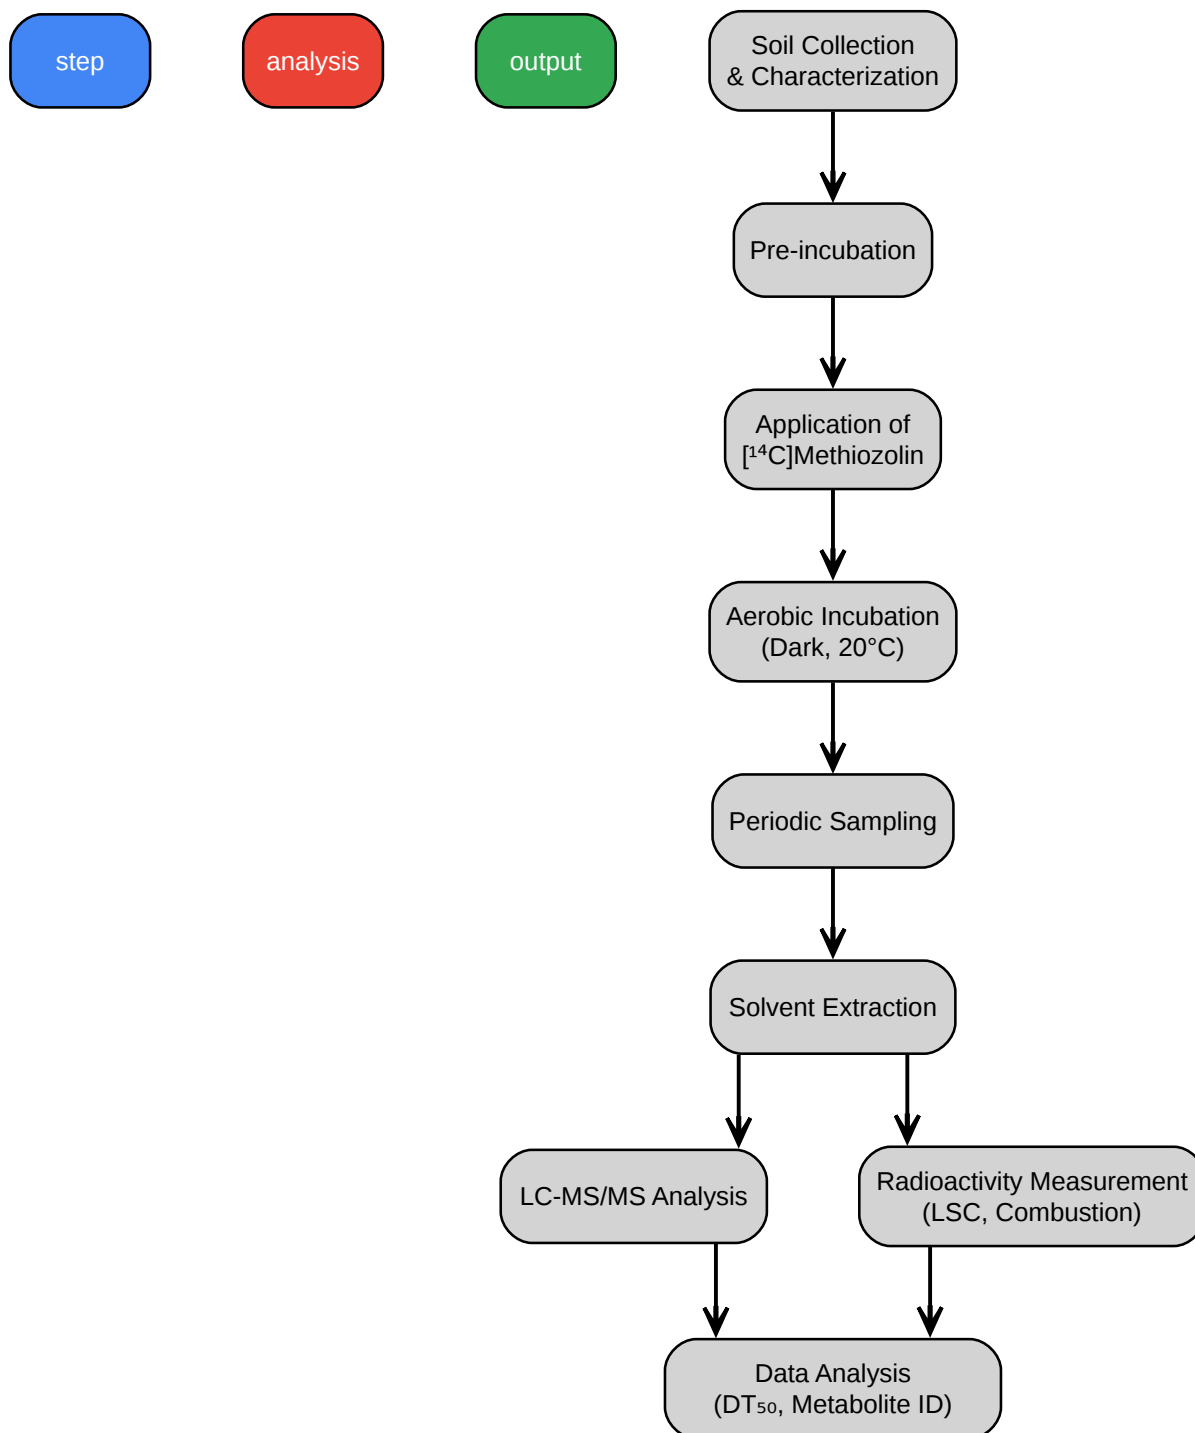 step
analysis
output
Soil Collection
& Characterization
Pre-incubation
Application of
[¹⁴C]Methiozolin
Aerobic Incubation
(Dark, 20°C)
Periodic Sampling
Solvent Extraction
LC-MS/MS Analysis
Radioactivity Measurement
(LSC, Combustion)
Data Analysis
(DT₅₀, Metabolite ID)